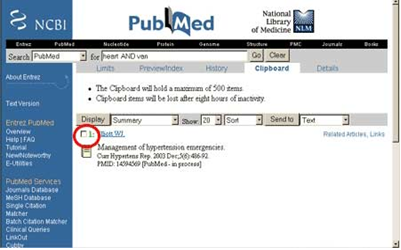 NCBI
PubMed
National
Library
of Medicine
NLM
Entrez PubMed Nucleotide Protein Genome Structure PMC Journals Books
Search PubMed for heart AND van Go Clear
Limits Preview/Index History Clipboard Details
About Entrez
• The Clipboard will hold a maximum of 500 items
• Clipboard items will be lost after eight hours of inactivity.
Text Version
Display Summary Show: 20 Sort Send to Text
Entrez PubMed
Overview
Help | FAQ
Tutorial
New/Noteworthy
E-Utilities
1: Elliott WJ. Related Articles, Links
Management of hypertension emergencies.
Curr Hypertens Rep. 2003 Dec;5(6):486-92.
PMID: 14594569 [PubMed - in process]
PubMed Services
Journals Database
MeSH Database
Single Citation
Matcher
Batch Citation Matcher
Clinical Queries
LinkOut
Cubby